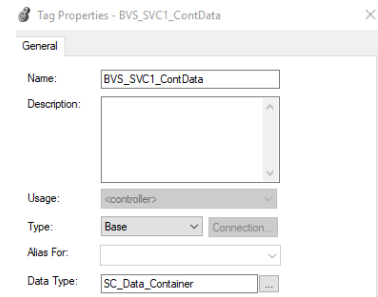 Tag Properties - BVS_SVC1_ContData
General
Name: BVS_SVC1_ContData
Description:
Usage: <controller>
Type: Base Connection...
Alias For:
Data Type: SC_Data_Container ...